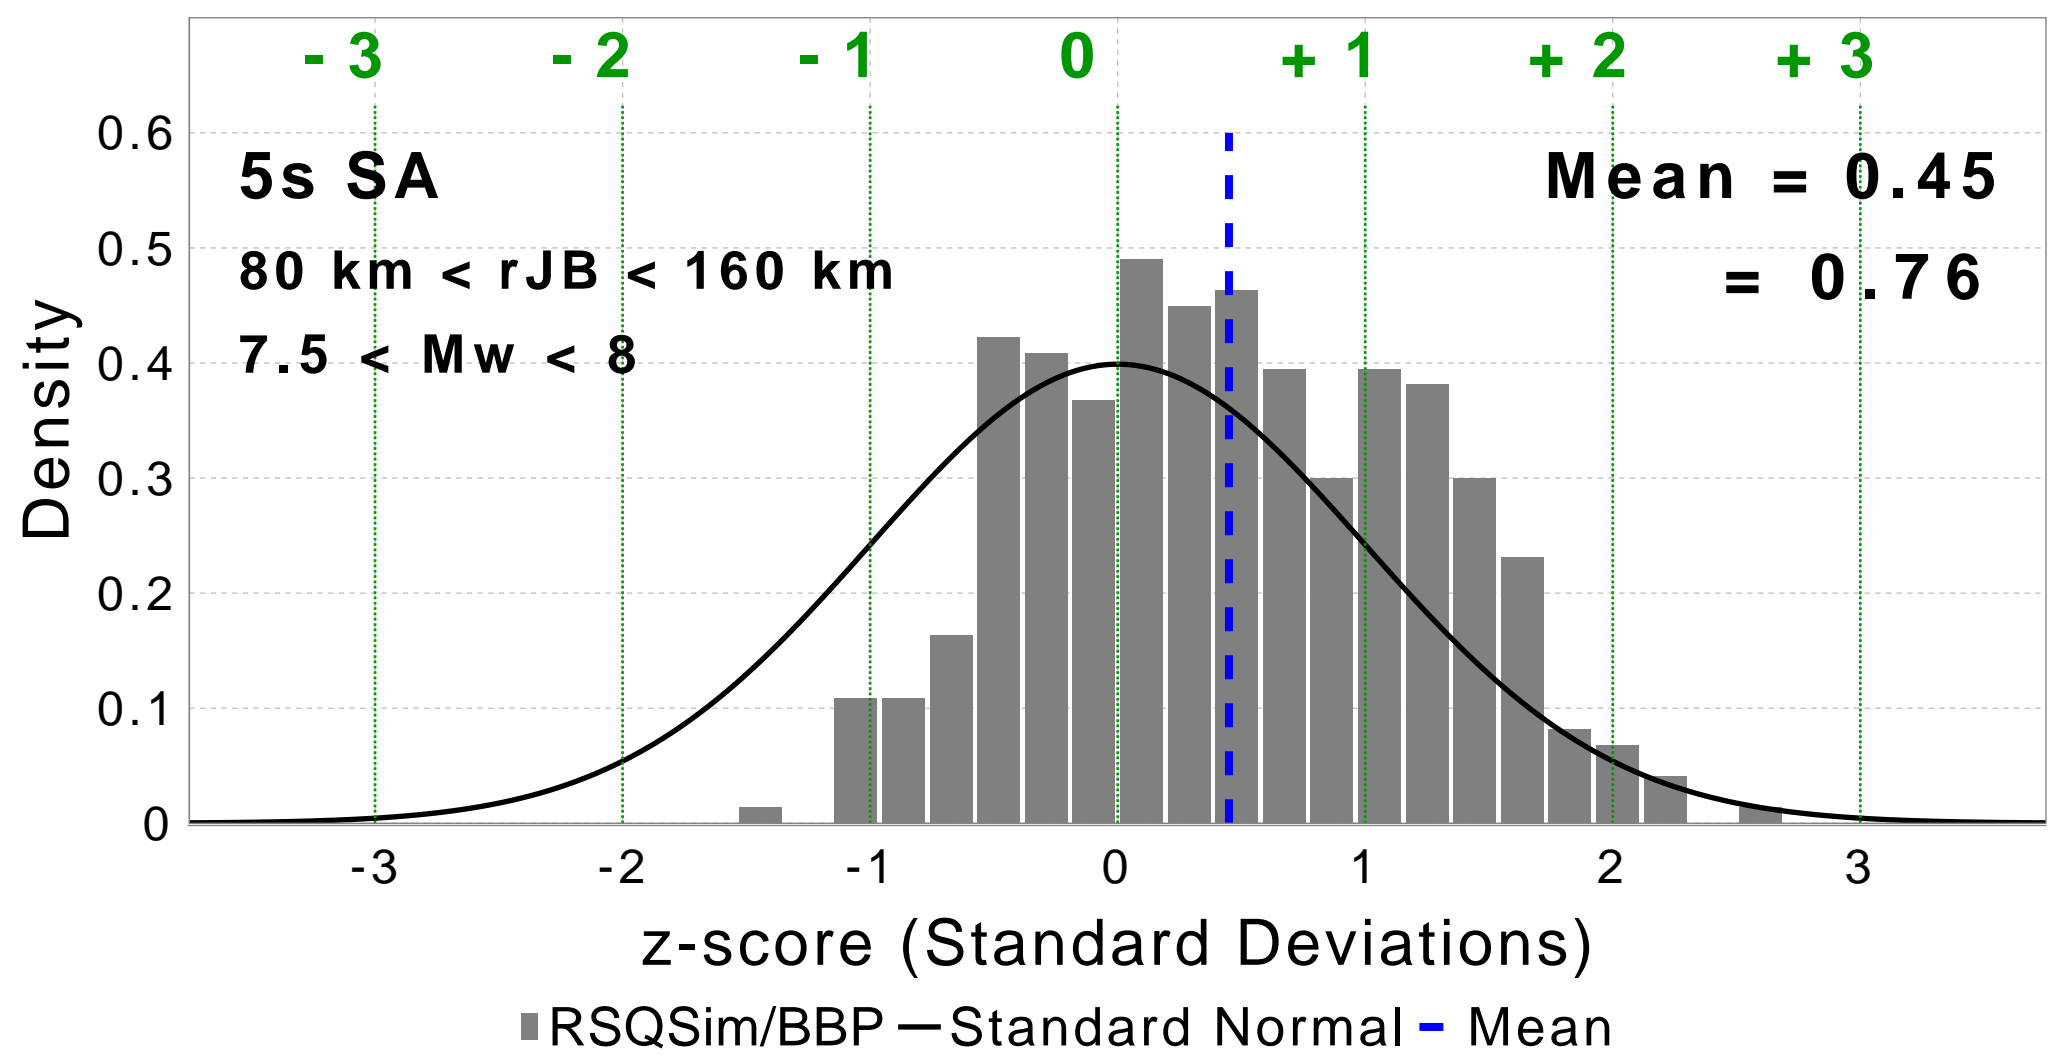 - 3 - 2 - 1 0 + 1 + 2 + 3
0.6
0.5
0.4
0.3
0.2
0.1
0
Density
5s SA
80 km < rJB < 160 km
7.5 < Mw < 8
Mean = 0.45
= 0.76
-3 -2 -1 0 1 2 3
z-score (Standard Deviations)
RSQSim/BBP Standard Normal Mean